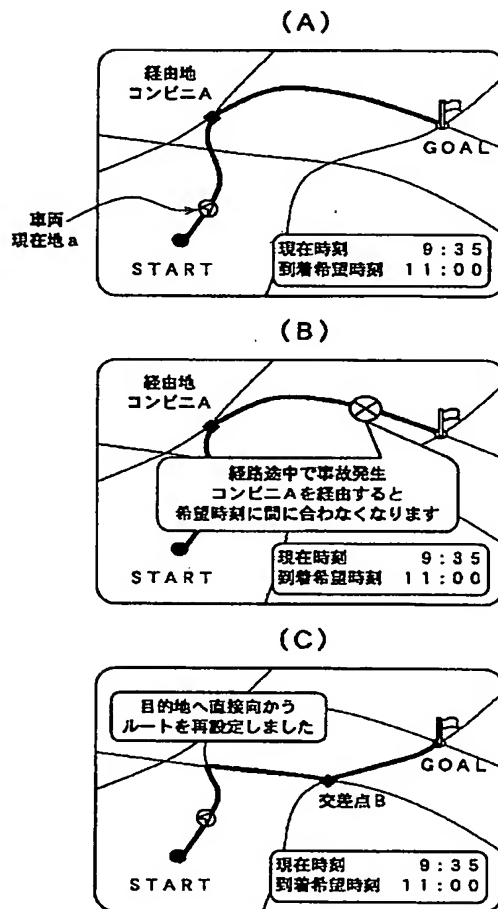 (A)
経由地
コンビニA
GOAL
車両
現在地a
START
現在時刻 9:35
到着希望時刻 11:00
(B)
経由地
コンビニA
経路途中で事故発生
コンビニAを経由すると
希望時刻に間に合わなくなります
START
現在時刻 9:35
到着希望時刻 11:00
(C)
目的地へ直接向かう
ルートを再設定しました
GOAL
交差点B
START
現在時刻 9:35
到着希望時刻 11:00